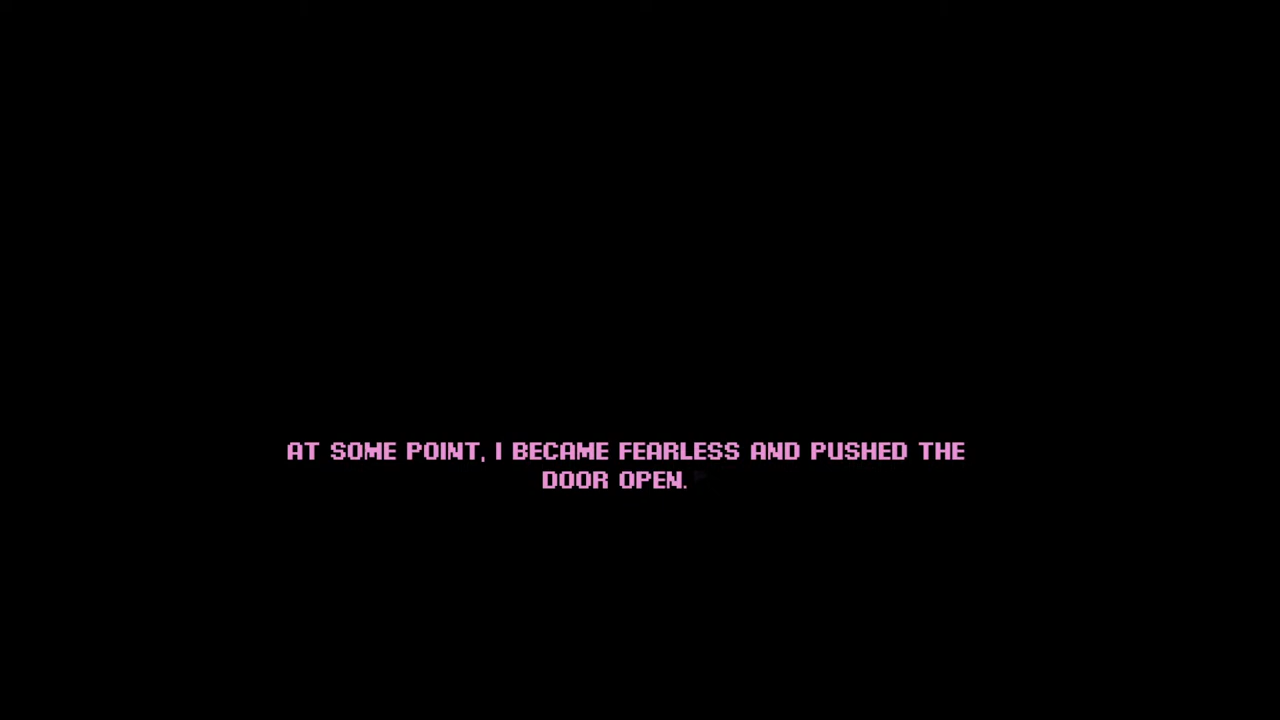 AT SOME POINT, I BECAME FEARLESS AND PUSHED THE
DOOR OPEN.